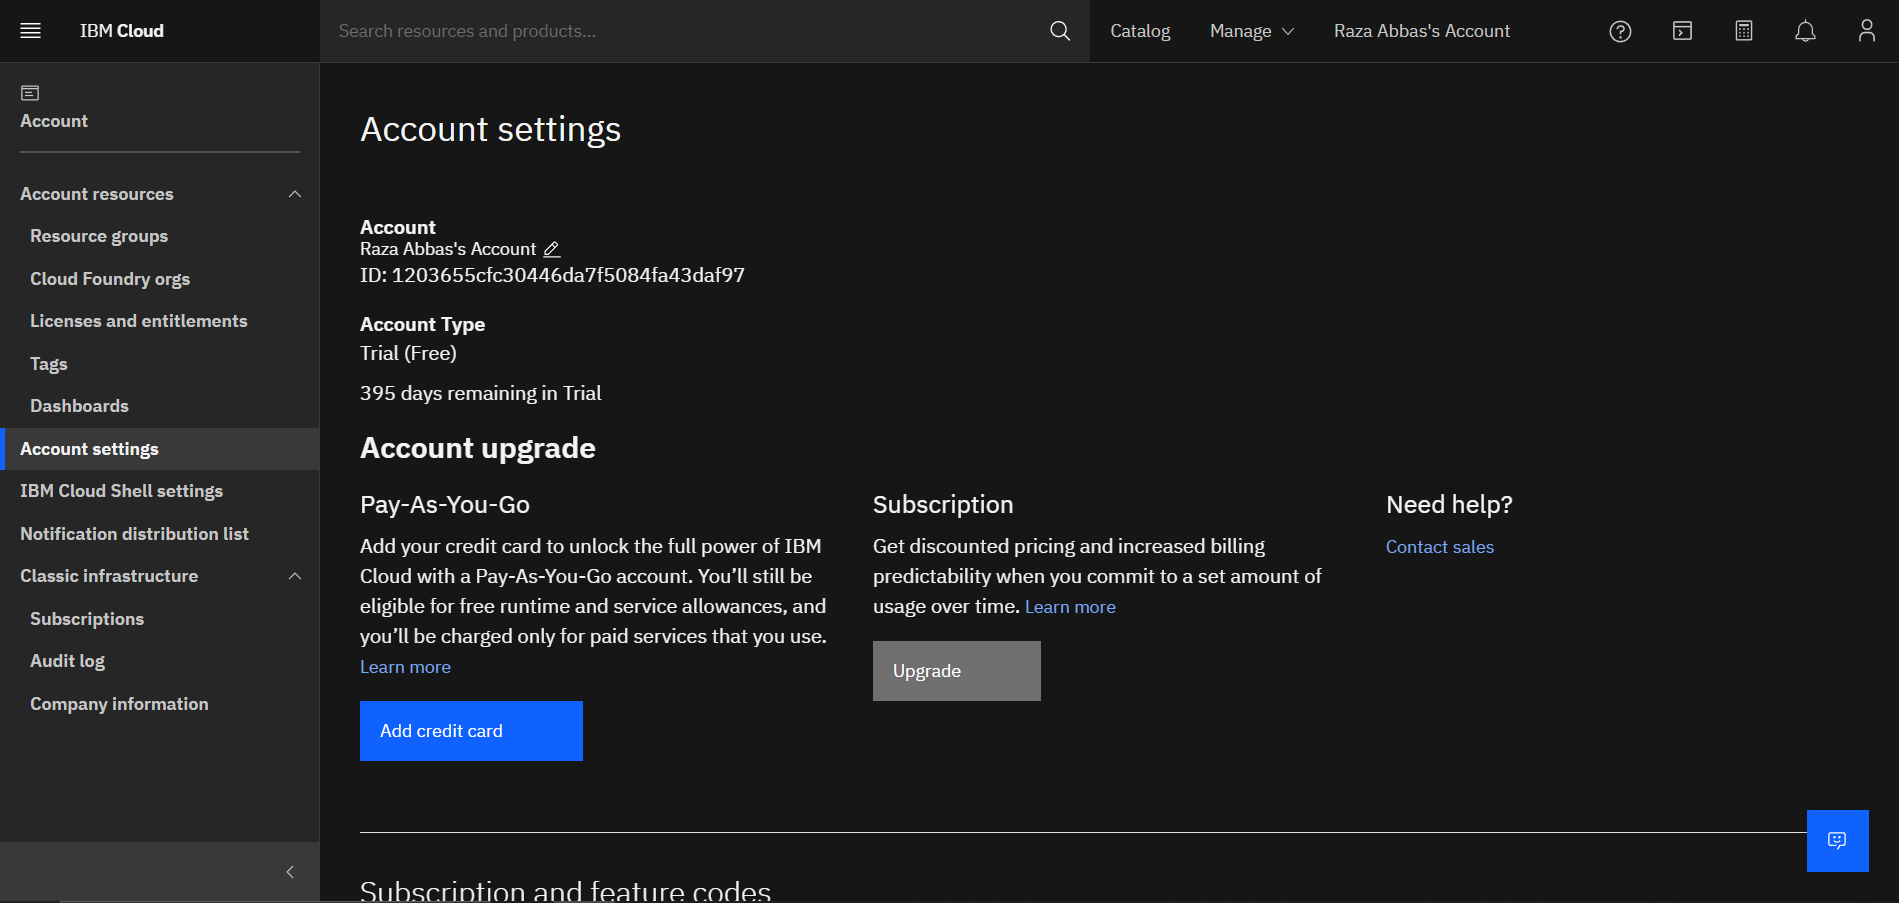 IBM Cloud
Search resources and products...
Catalog
Manage
Raza Abbas's Account
Account
Account resources
Resource groups
Cloud Foundry orgs
Licenses and entitlements
Tags
Dashboards
Account settings
IBM Cloud Shell settings
Notification distribution list
Classic infrastructure
Subscriptions
Audit log
Company information
Account settings
Account
Raza Abbas's Account
ID: 1203655cfc30446da7f5084fa43daf97
Account Type
Trial (Free)
395 days remaining in Trial
Account upgrade
Pay-As-You-Go
Add your credit card to unlock the full power of IBM
Cloud with a Pay-As-You-Go account. You’ll still be
eligible for free runtime and service allowances, and
you’ll be charged only for paid services that you use.
Learn more
Add credit card
Subscription
Get discounted pricing and increased billing
predictability when you commit to a set amount of
usage over time. Learn more
Upgrade
Need help?
Contact sales
Subscription and feature codes